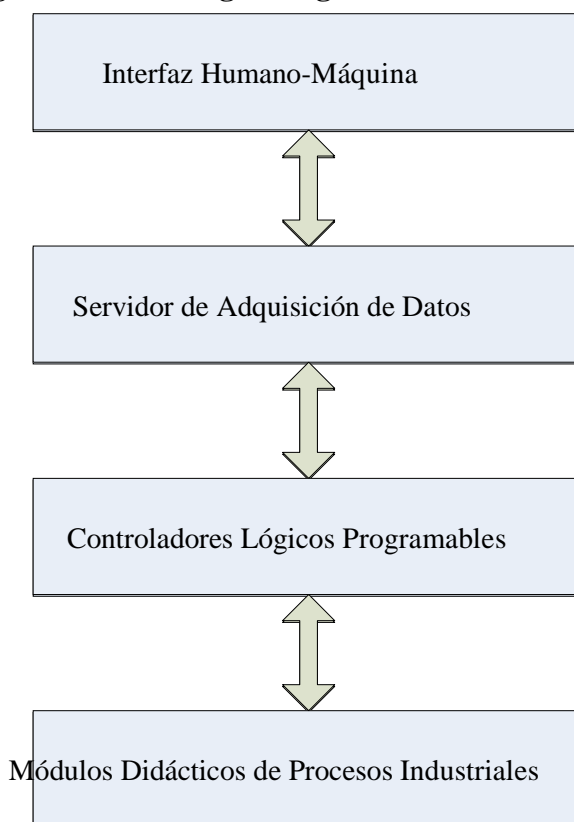 Interfaz Humano-Máquina
Servidor de Adquisición de Datos
Controladores Lógicos Programables
Módulos Didácticos de Procesos Industriales